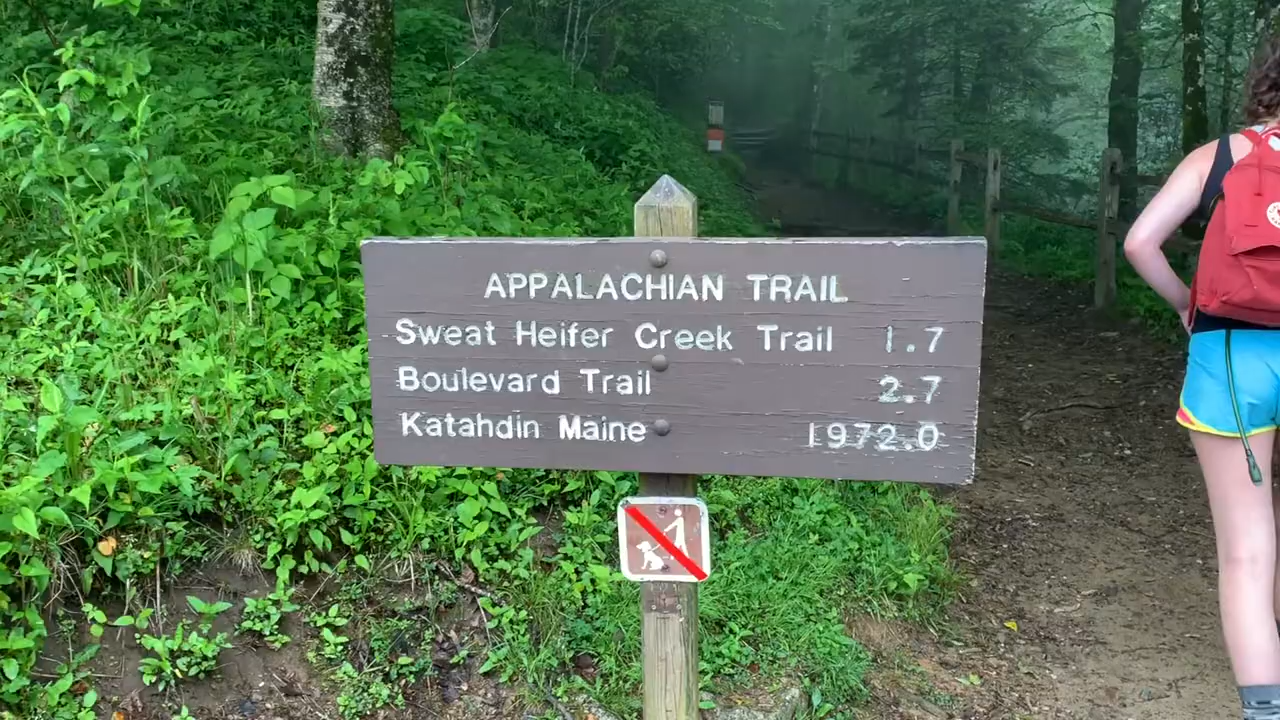 APPALACHIAN TRAIL
Sweat Heifer Creek Trail 1.7
Boulevard Trail 2.7
Katahdin Maine 1972.0